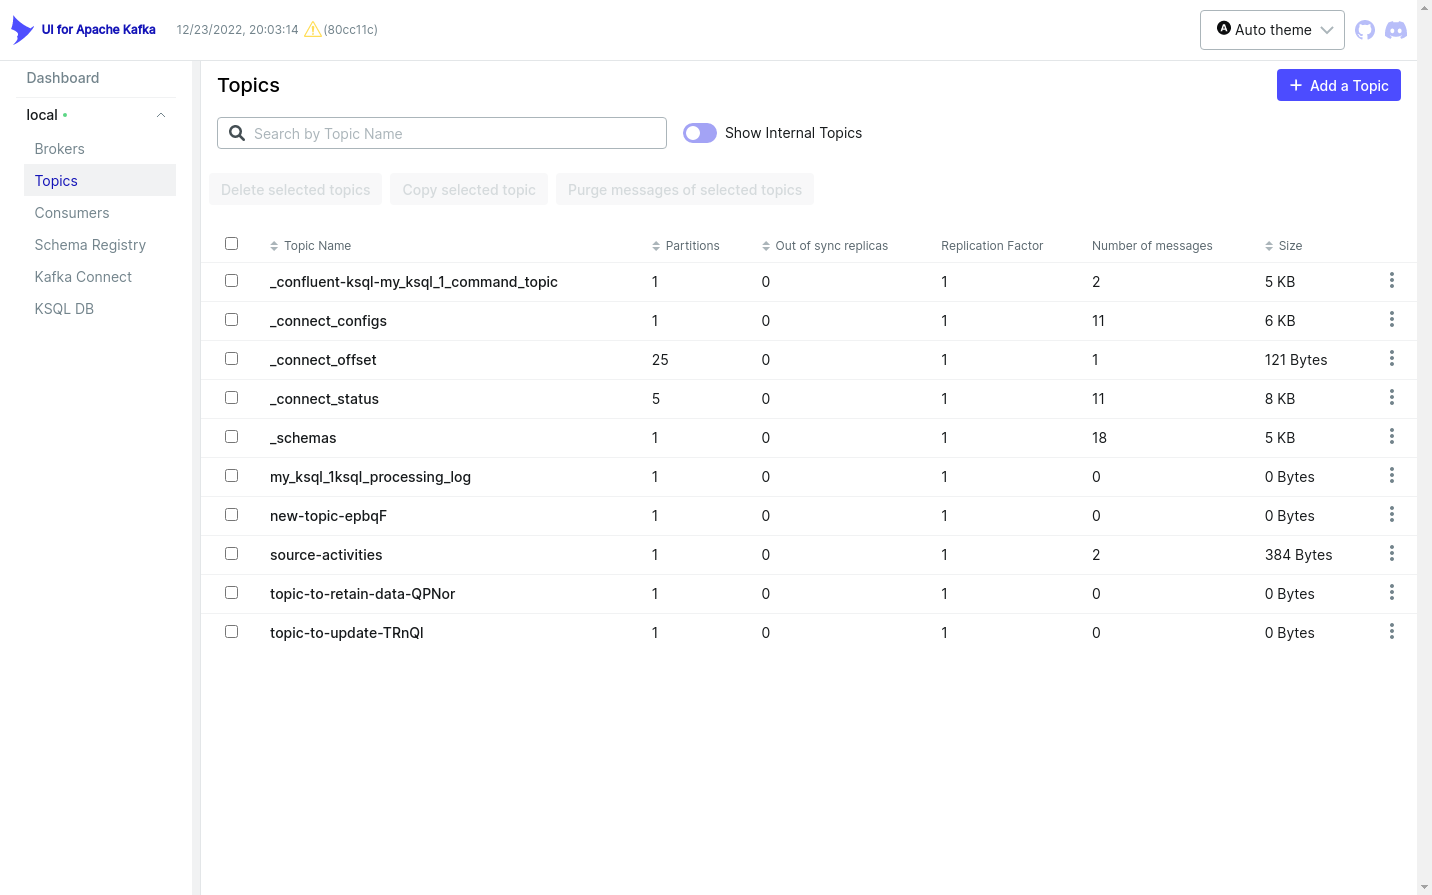 UI for Apache Kafka 12/23/2022, 20:03:14 (80cc11c) Auto theme
Dashboard
local
Brokers
Topics
Consumers
Schema Registry
Kafka Connect
KSQL DB
Topics
Add a Topic
Search by Topic Name
Show Internal Topics
Delete selected topics Copy selected topic Purge messages of selected topics
Topic Name Partitions Out of sync replicas Replication Factor Number of messages Size
_confluent-ksql-my_ksql_1_command_topic 1 0 1 2 5 KB
_connect_configs 1 0 1 11 6 KB
_connect_offset 25 0 1 1 121 Bytes
_connect_status 5 0 1 11 8 KB
_schemas 1 0 1 18 5 KB
my_ksql_1ksql_processing_log 1 0 1 0 0 Bytes
new-topic-epbqF 1 0 1 0 0 Bytes
source-activities 1 0 1 2 384 Bytes
topic-to-retain-data-QPNor 1 0 1 0 0 Bytes
topic-to-update-TRnQI 1 0 1 0 0 Bytes